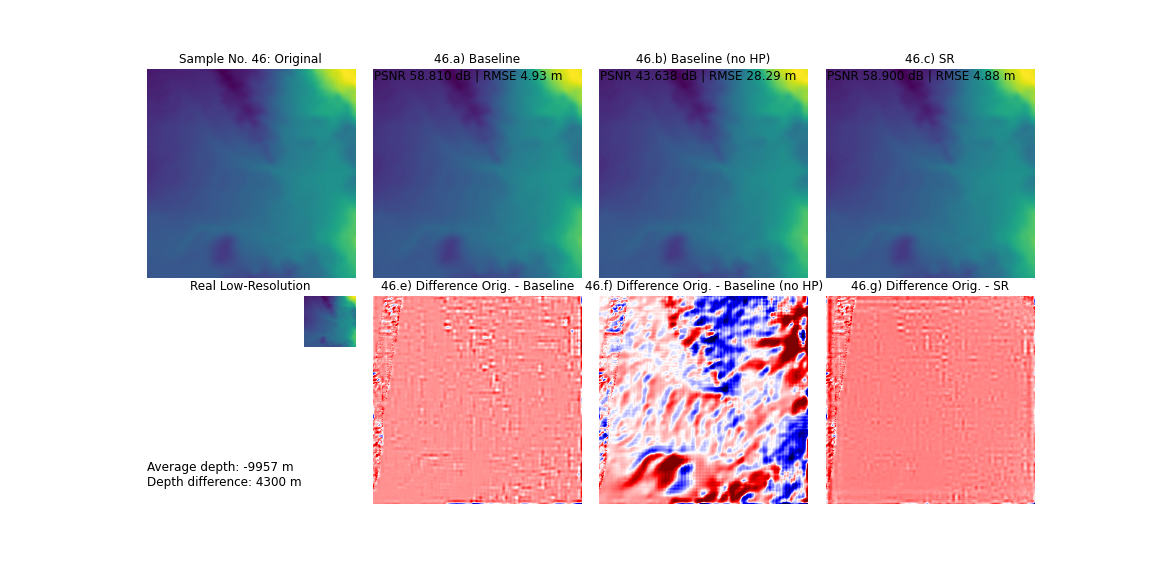 Sample No. 46: Original
46.a) Baseline
46.b) Baseline (no HP)
46.c) SR
PSNR 58.810 dB | RMSE 4.93 m
PSNR 43.638 dB | RMSE 28.29 m
PSNR 58.900 dB | RMSE 4.88 m
Real Low-Resolution
46.e) Difference Orig. - Baseline
46.f) Difference Orig. - Baseline (no HP)
46.g) Difference Orig. - SR
Average depth: -9957 m
Depth difference: 4300 m